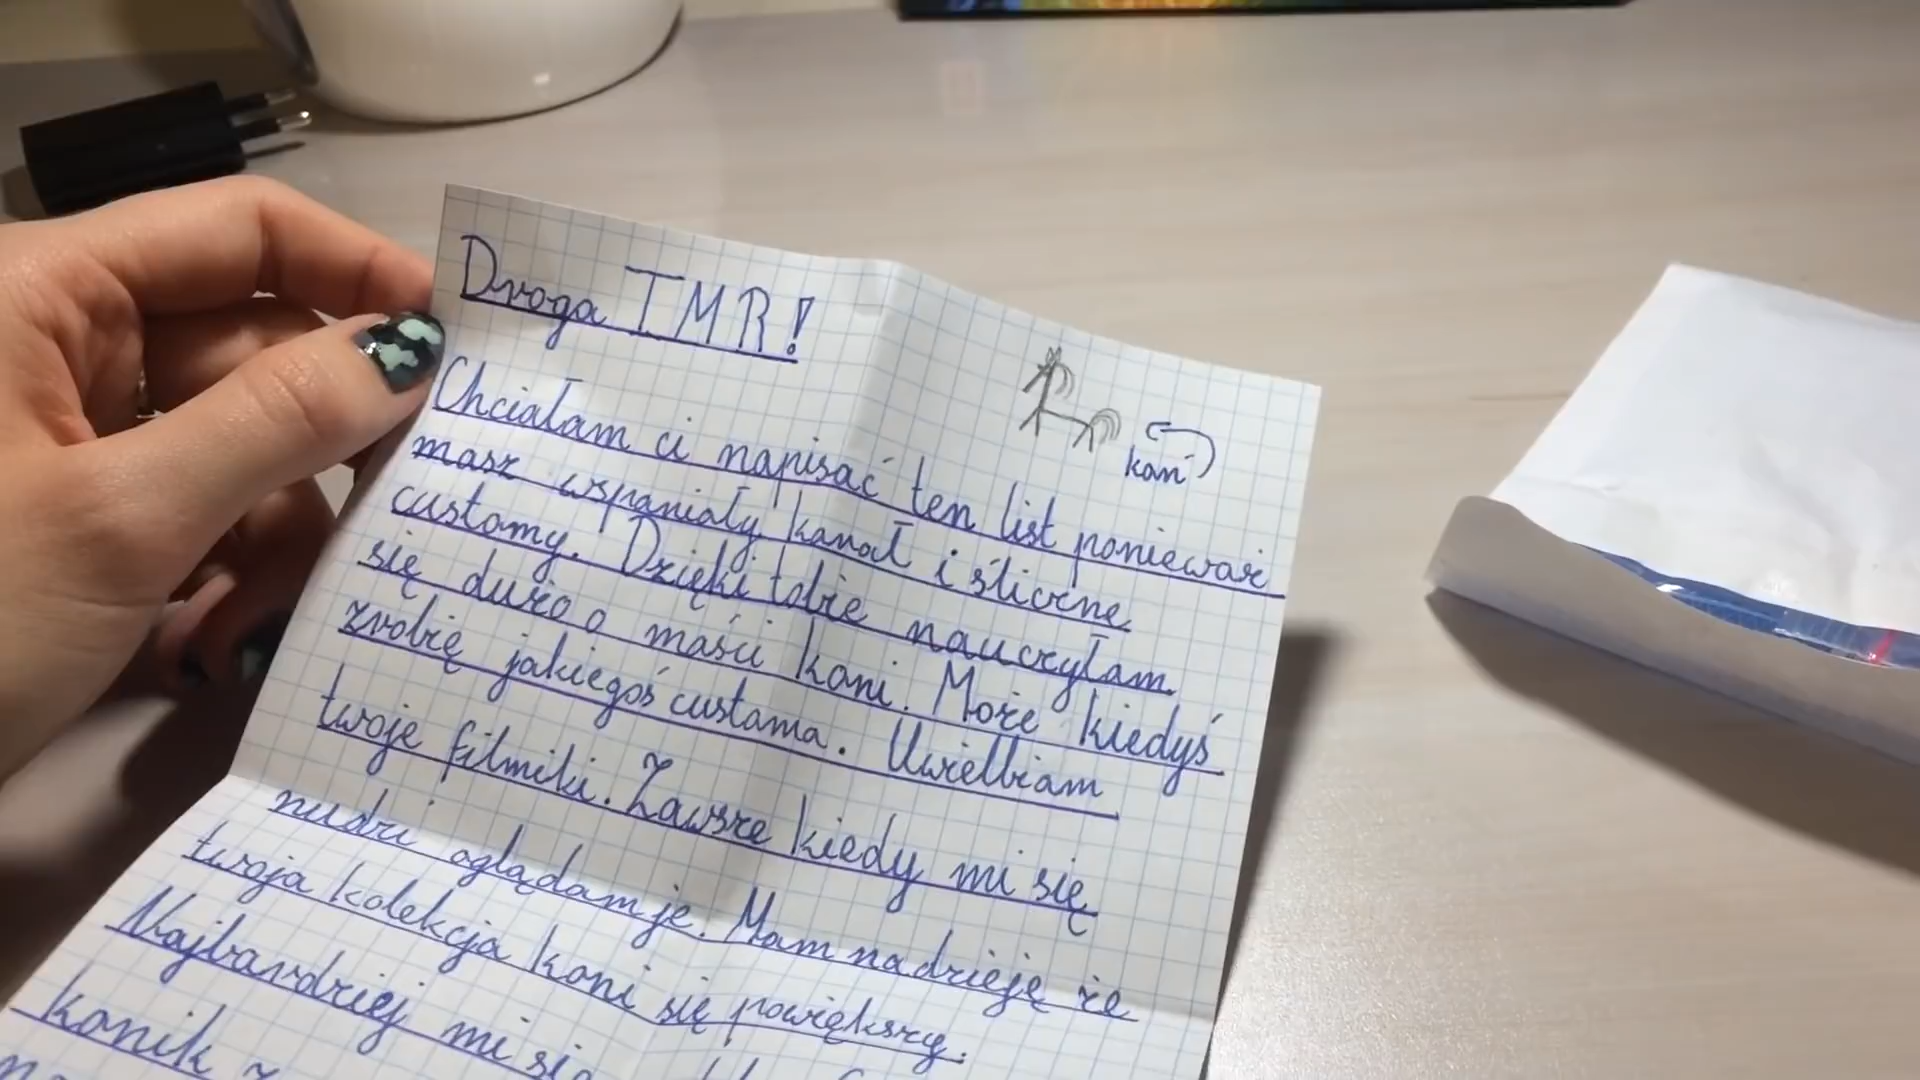 Droga TMR!
koń
Chciałam ci napisać ten list ponieważ
masz wspaniały kanał i śliczne
customy. Dzięki tobie nauczyłam
się dużo o maści koni. Może kiedyś
zrobię jakiegoś customa. Uwielbiam
twoje filmiki. Zawsze kiedy mi się
nudzi oglądam je. Mam nadzieję że
twoja kolekcja koni się powiększy.
Najbardziej mi się
konik z